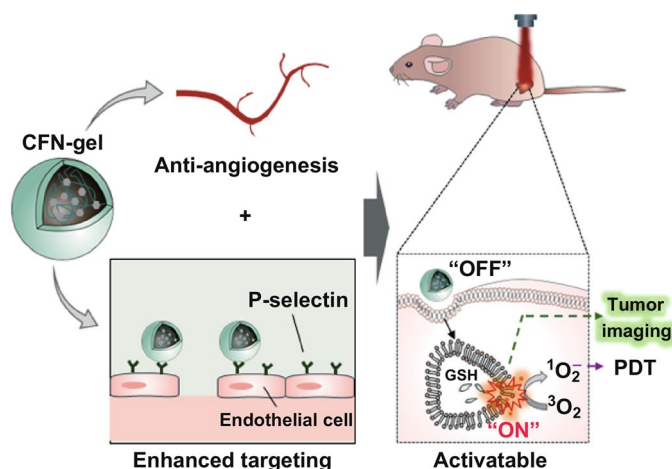 CFN-gel
Anti-angiogenesis
+
P-selectin
Endothelial cell
Enhanced targeting
“OFF”
GSH
“ON”
¹O₂
³O₂
Tumor
imaging
PDT
Activatable